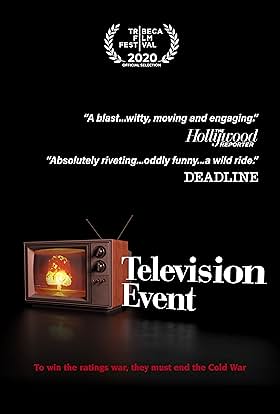 TRIBECA
FILM
FESTIVAL
2020
OFFICIAL SELECTION
"A blast...witty, moving and engaging."
THE
Hollywood
REPORTER
"Absolutely riveting...oddly funny...a wild ride."
DEADLINE
Television
Event
To win the ratings war, they must end the Cold War